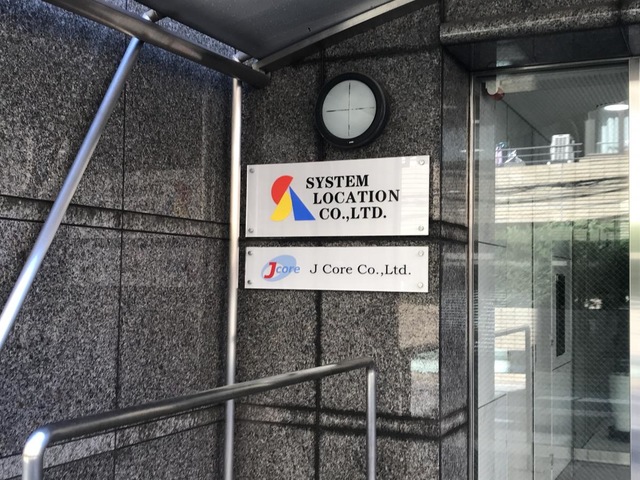 SYSTEM
LOCATION
CO.,LTD.
Jcore J Core Co.,Ltd.